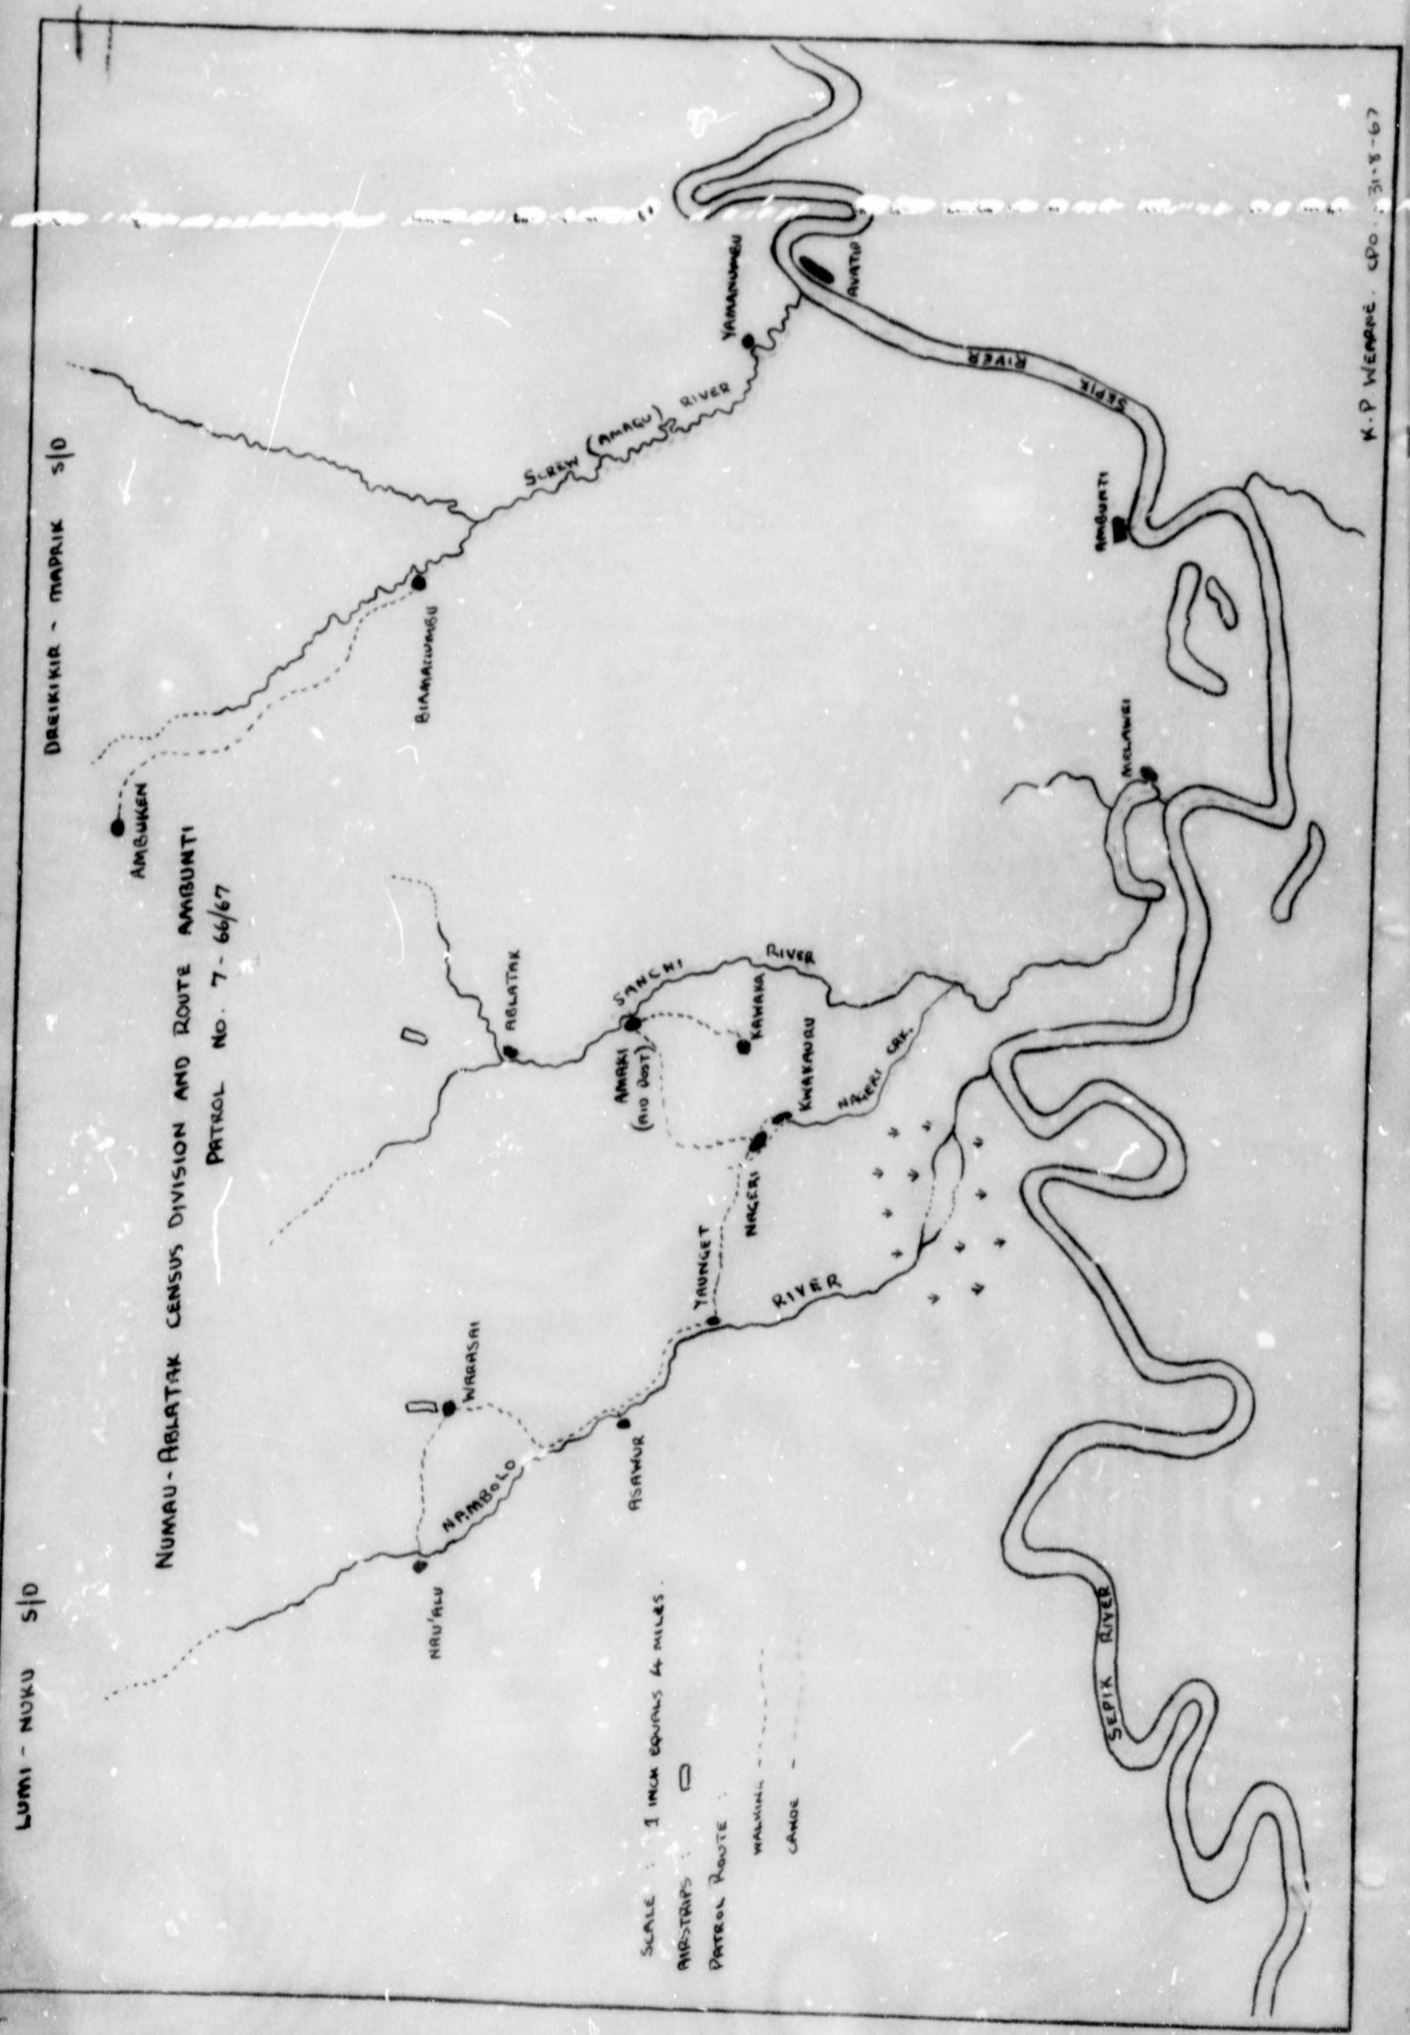 LUMI - NUKU S/D
DREIKIKIR - MAPRIK S/D
NUMAU-ABLATAK CENSUS DIVISION AND ROUTE AMBUNTI
PATROL No. 7 - 66/67
AMBUKEN
BIAMANUMBU
SCREW (AMAGU) RIVER
YAMANUMBU
AVATIP
SEPIK RIVER
AMBUNTI
MELAWEI
ABLATAK
SANCHI RIVER
AMAKI
(AID POST)
KAWAKA
KWAKAURU
NAGERI CRK.
NAGERI
YAUNGET
WARASAI
NAMBOLO RIVER
ASAWUR
NAU'ALU
SEPIK RIVER
SCALE : 1 INCH EQUALS 4 MILES.
AIRSTRIPS :
PATROL ROUTE :
WALKING -
CANOE -
K.P WEARNE. CPO. 31-8-67